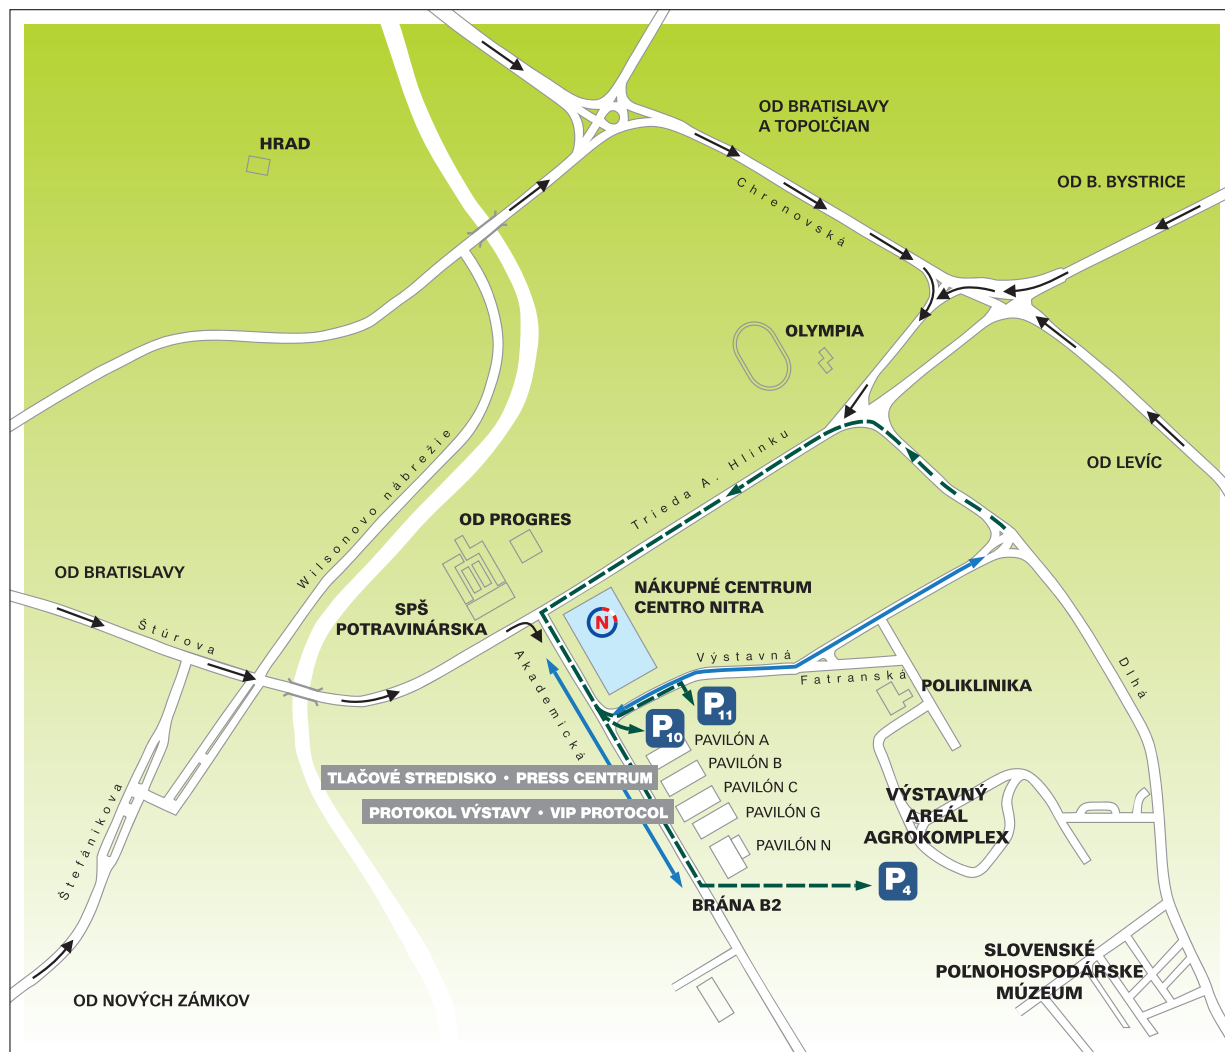 OD BRATISLAVY
A TOPOĽČIAN
HRAD
OD B. BYSTRICE
Chrenovská
OLYMPIA
OD LEVÍC
Trieda A. Hlinku
Wilsonovo nábrežie
OD PROGRES
OD BRATISLAVY
NÁKUPNÉ CENTRUM
CENTRO NITRA
N
SPŠ
POTRAVINÁRSKA
Štúrova
Výstavná
Fatranská
Akademická
Dlhá
POLIKLINIKA
P11
P10
PAVILÓN A
PAVILÓN B
TLAČOVÉ STREDISKO • PRESS CENTRUM
PAVILÓN C
PROTOKOL VÝSTAVY • VIP PROTOCOL
PAVILÓN G
VÝSTAVNÝ
AREÁL
AGROKOMPLEX
Štefánikova
PAVILÓN N
P4
BRÁNA B2
SLOVENSKÉ
POĽNOHOSPODÁRSKE
MÚZEUM
OD NOVÝCH ZÁMKOV